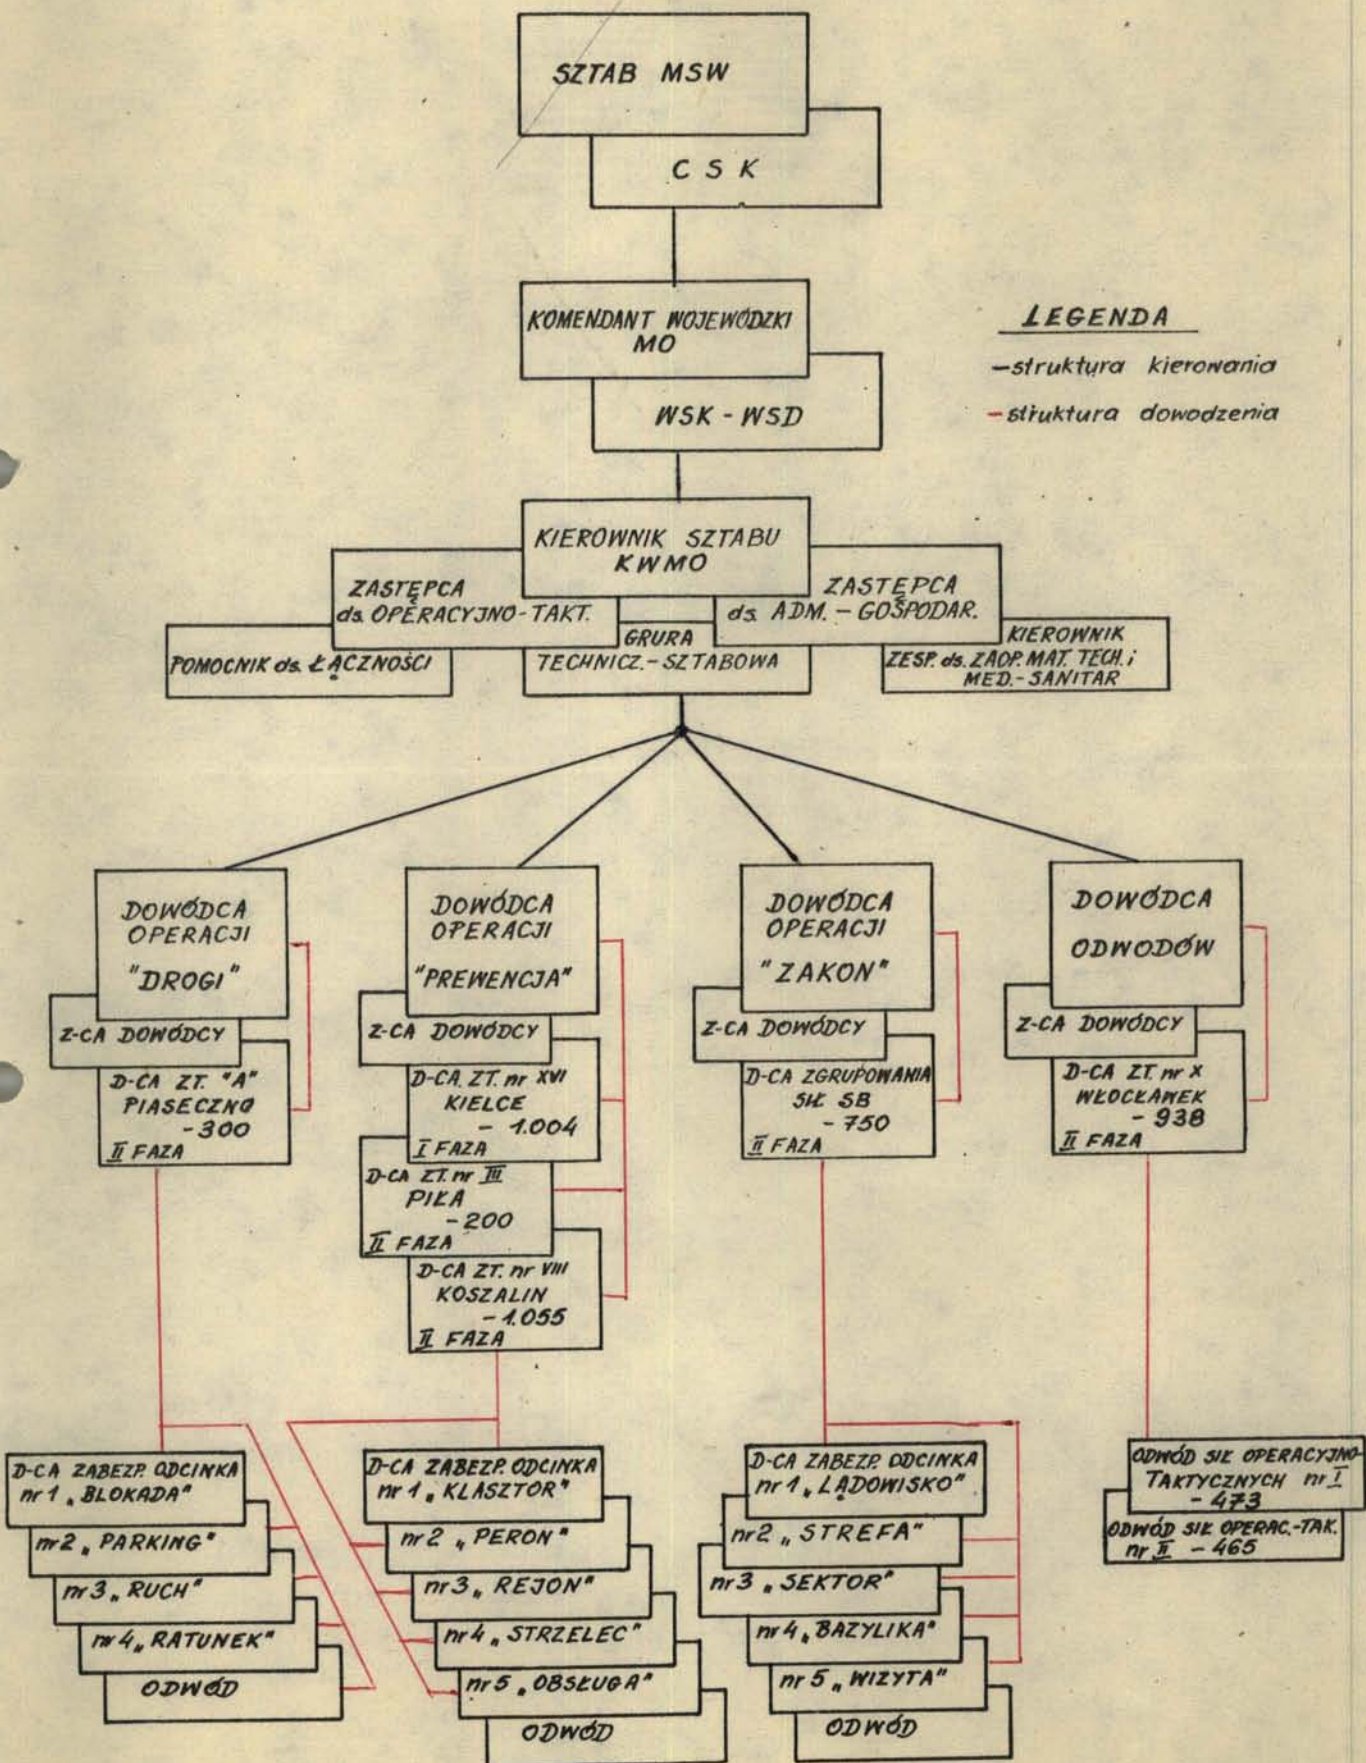 SZTAB MSW
C S K
KOMENDANT WOJEWÓDZKI
MO
WSK - WSD
LEGENDA
- struktura kierowania
- struktura dowodzenia
KIEROWNIK SZTABU
KWMO
ZASTĘPCA
ds. OPERACYJNO - TAKT.
ZASTĘPCA
ds. ADM. - GOSPODAR.
POMOCNIK ds. ŁĄCZNOŚCI
GRURA
TECHNICZ. - SZTABOWA
KIEROWNIK
ZESP. ds. ZAOP. MAT. TECH. i
MED. - SANITAR
DOWÓDCA
OPERACJI
"DROGI"
Z-CA DOWÓDCY
D-CA ZT. "A"
PIASECZNO
- 300
II FAZA
DOWÓDCA
OPERACJI
"PREWENCJA"
Z-CA DOWÓDCY
D-CA ZT. nr XVI
KIELCE
- 1.004
I FAZA
D-CA ZT. nr III
PIŁA
- 200
II FAZA
D-CA ZT. nr VIII
KOSZALIN
- 1.055
II FAZA
DOWÓDCA
OPERACJI
"ZAKON"
Z-CA DOWÓDCY
D-CA ZGRUPOWANIA
SIŁ SB
- 750
II FAZA
DOWÓDCA
ODWODÓW
Z-CA DOWÓDCY
D-CA ZT. nr X
WŁOCŁAWEK
- 938
II FAZA
D-CA ZABEZP. ODCINKA
nr 1 „BLOKADA"
nr 2 „PARKING"
nr 3 „RUCH"
nr 4 „RATUNEK"
ODWÓD
D-CA ZABEZP. ODCINKA
nr 1 „KLASZTOR"
nr 2 „PERON"
nr 3 „REJON"
nr 4 „STRZELEC"
nr 5 „OBSŁUGA"
ODWÓD
D-CA ZABEZP. ODCINKA
nr 1 „LĄDOWISKO"
nr 2 „STREFA"
nr 3 „SEKTOR"
nr 4 „BAZYLIKA"
nr 5 „WIZYTA"
ODWÓD
ODWÓD SIŁ OPERACYJNO-
TAKTYCZNYCH nr I
- 473
ODWÓD SIŁ OPERAC.-TAK.
nr II - 465